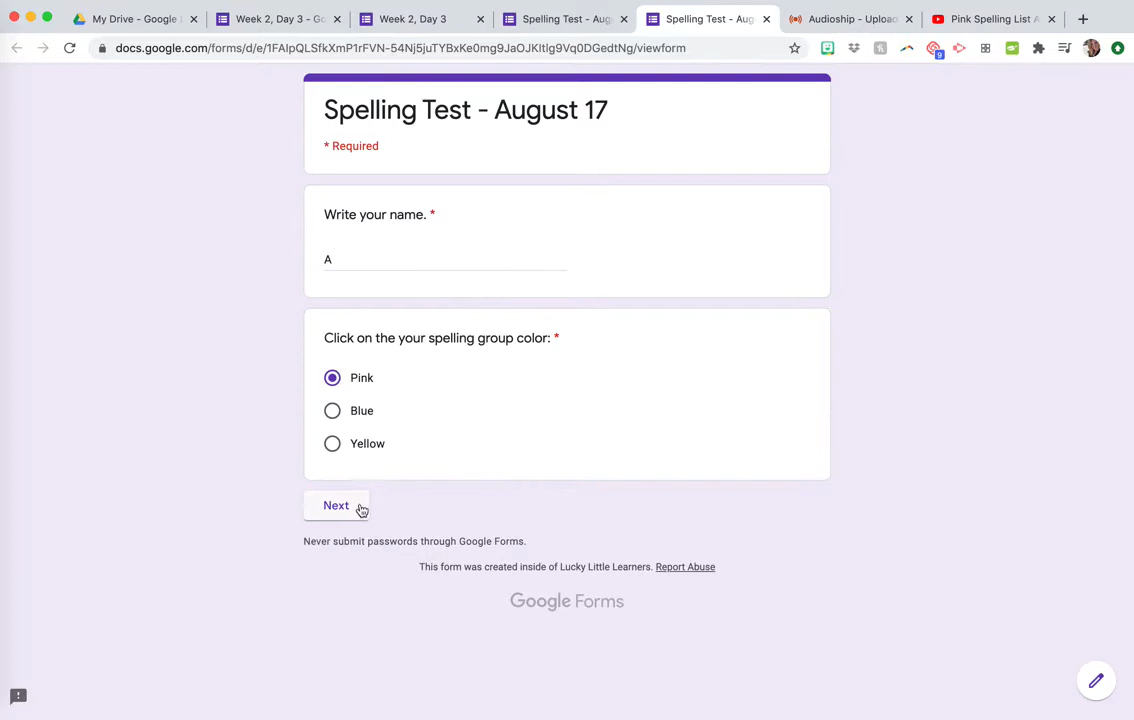 My Drive - Google
Week 2, Day 3 - Go
Week 2, Day 3
Spelling Test - Aug
Spelling Test - Aug
Audioship - Upload
Pink Spelling List A
docs.google.com/forms/d/e/1FAIpQLSfkXmP1rFVN-54Nj5juTYBxKe0mg9JaOJKItlg9Vq0DGedtNg/viewform
9
Spelling Test - August 17
* Required
Write your name. *
A
Click on the your spelling group color: *
Pink
Blue
Yellow
Next
Never submit passwords through Google Forms.
This form was created inside of Lucky Little Learners. Report Abuse
Google Forms